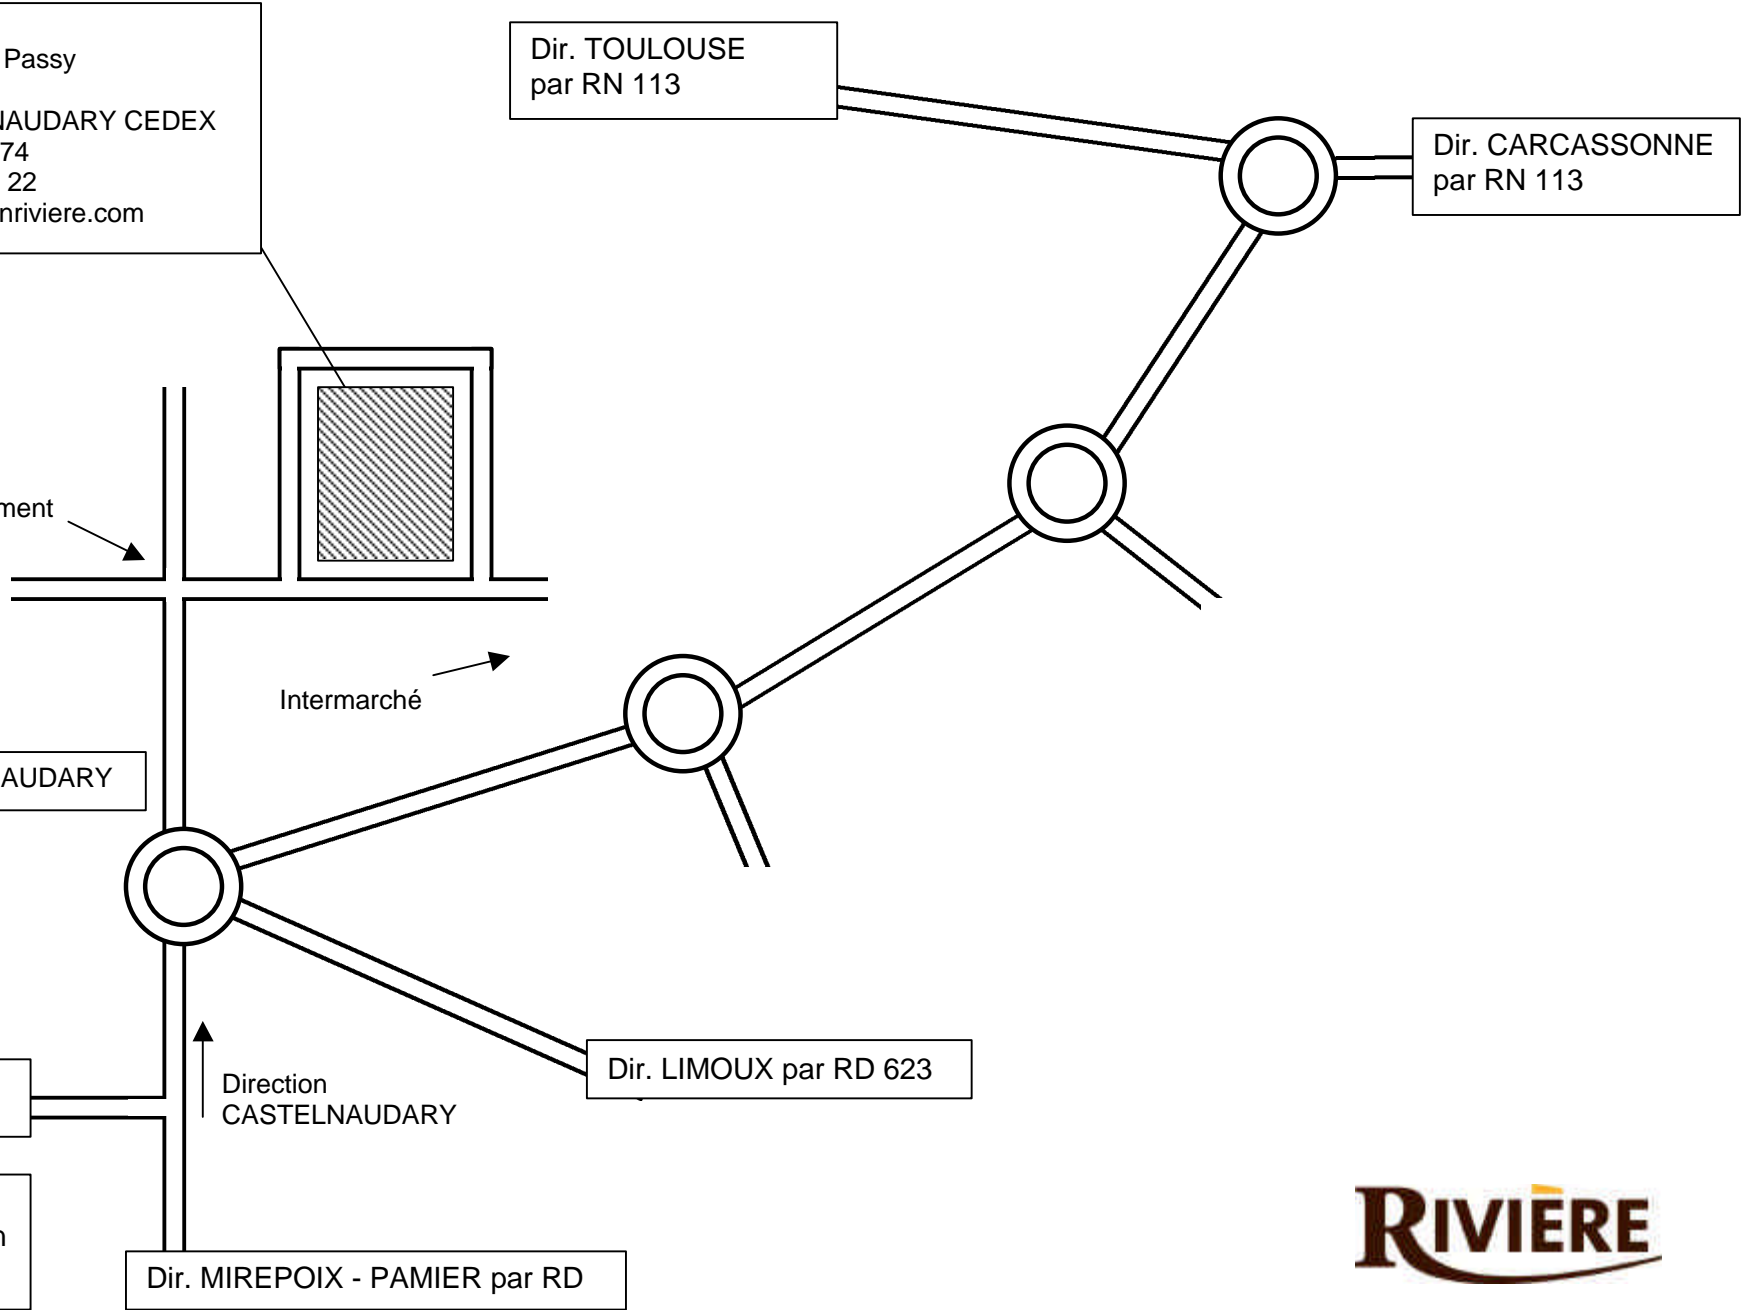 Passy
NAUDARY CEDEX
74
22
nriviere.com
Dir. TOULOUSE
par RN 113
Dir. CARCASSONNE
par RN 113
ment
Intermarché
AUDARY
Direction
CASTELNAUDARY
Dir. LIMOUX par RD 623
n
Dir. MIREPOIX - PAMIER par RD
RIVIÈRE